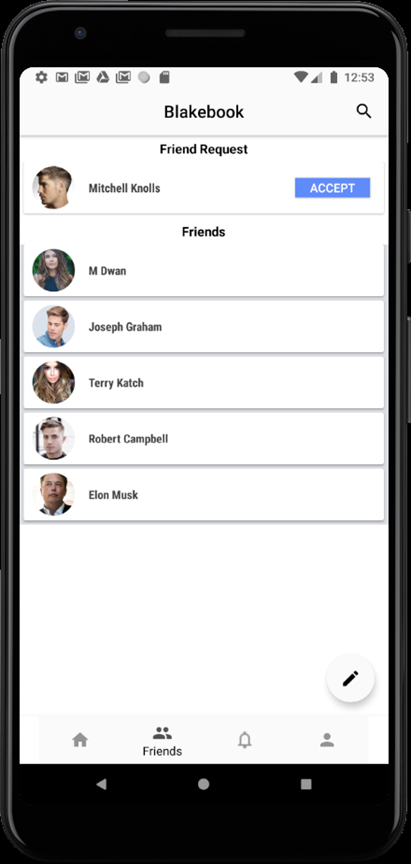 12:53
Blakebook
Friend Request
Mitchell Knolls
ACCEPT
Friends
M Dwan
Joseph Graham
Terry Katch
Robert Campbell
Elon Musk
Friends